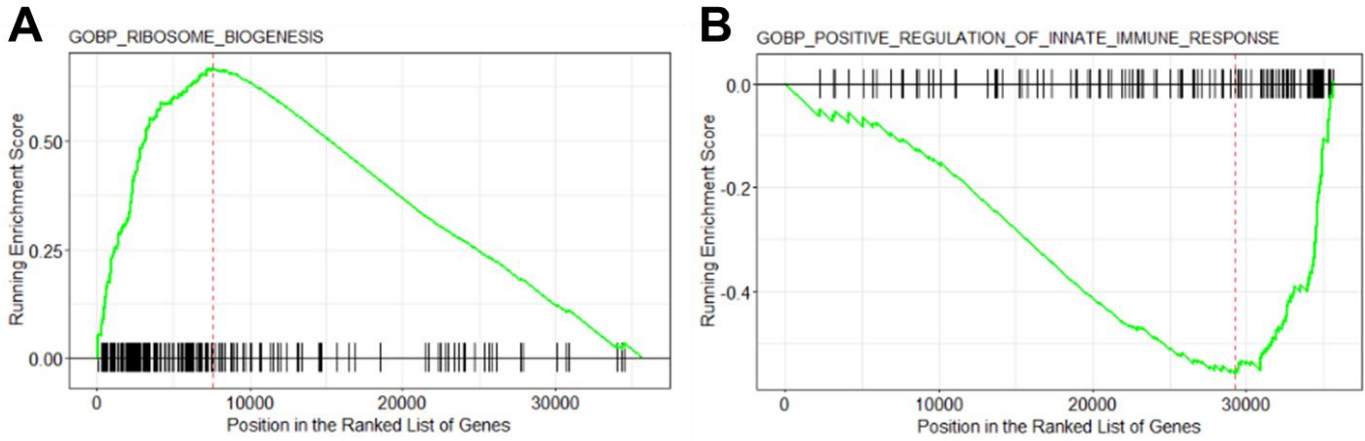 A
GOBP_RIBOSOME_BIOGENESIS
Running Enrichment Score
0.50
0.25
0.00
0 10000 20000 30000
Position in the Ranked List of Genes
B
GOBP_POSITIVE_REGULATION_OF_INNATE_IMMUNE_RESPONSE
Running Enrichment Score
0.0
-0.2
-0.4
0 10000 20000 30000
Position in the Ranked List of Genes